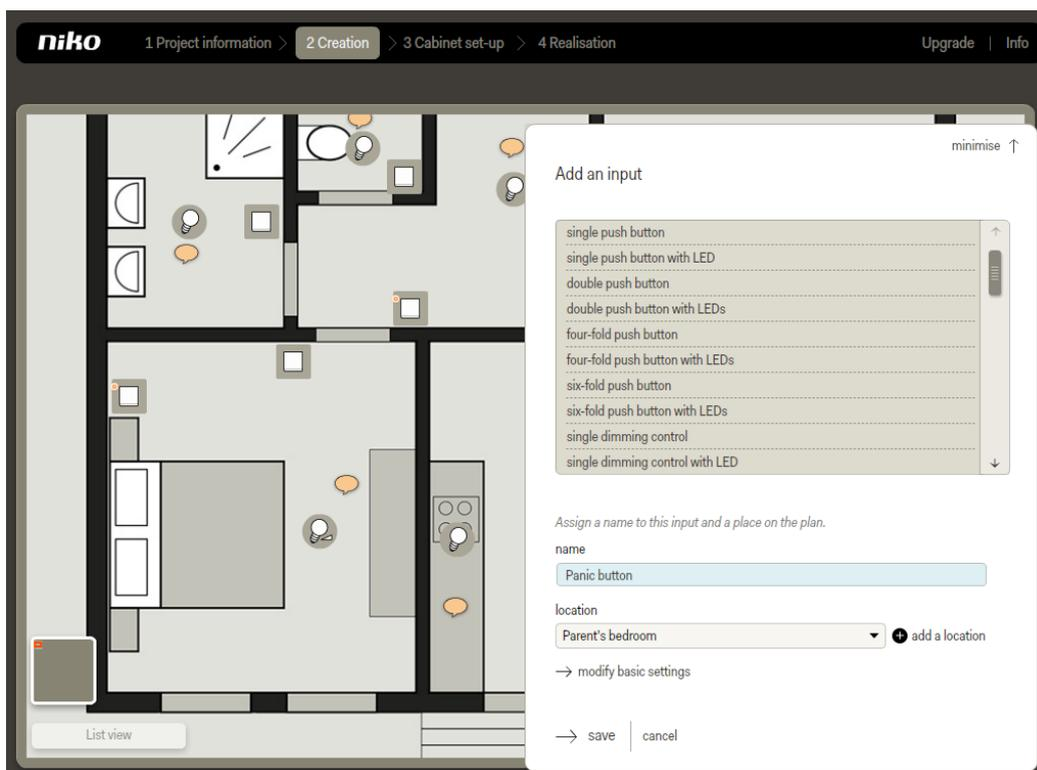 niko 1 Project information 2 Creation 3 Cabinet set-up 4 Realisation Upgrade | Info
minimise ↑
Add an input
single push button
single push button with LED
double push button
double push button with LEDs
four-fold push button
four-fold push button with LEDs
six-fold push button
six-fold push button with LEDs
single dimming control
single dimming control with LED
Assign a name to this input and a place on the plan.
name
Panic button
location
Parent's bedroom add a location
→ modify basic settings
→ save cancel
List view